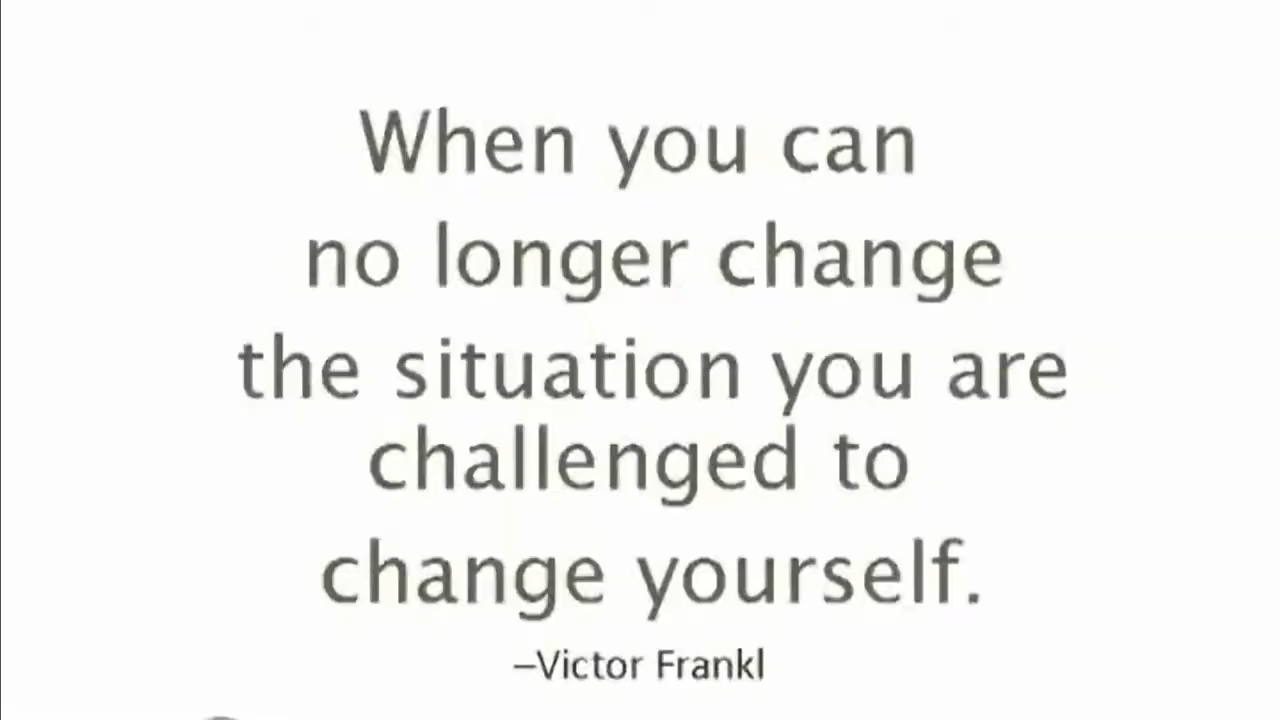 When you can
no longer change
the situation you are
challenged to
change yourself.
–Victor Frankl